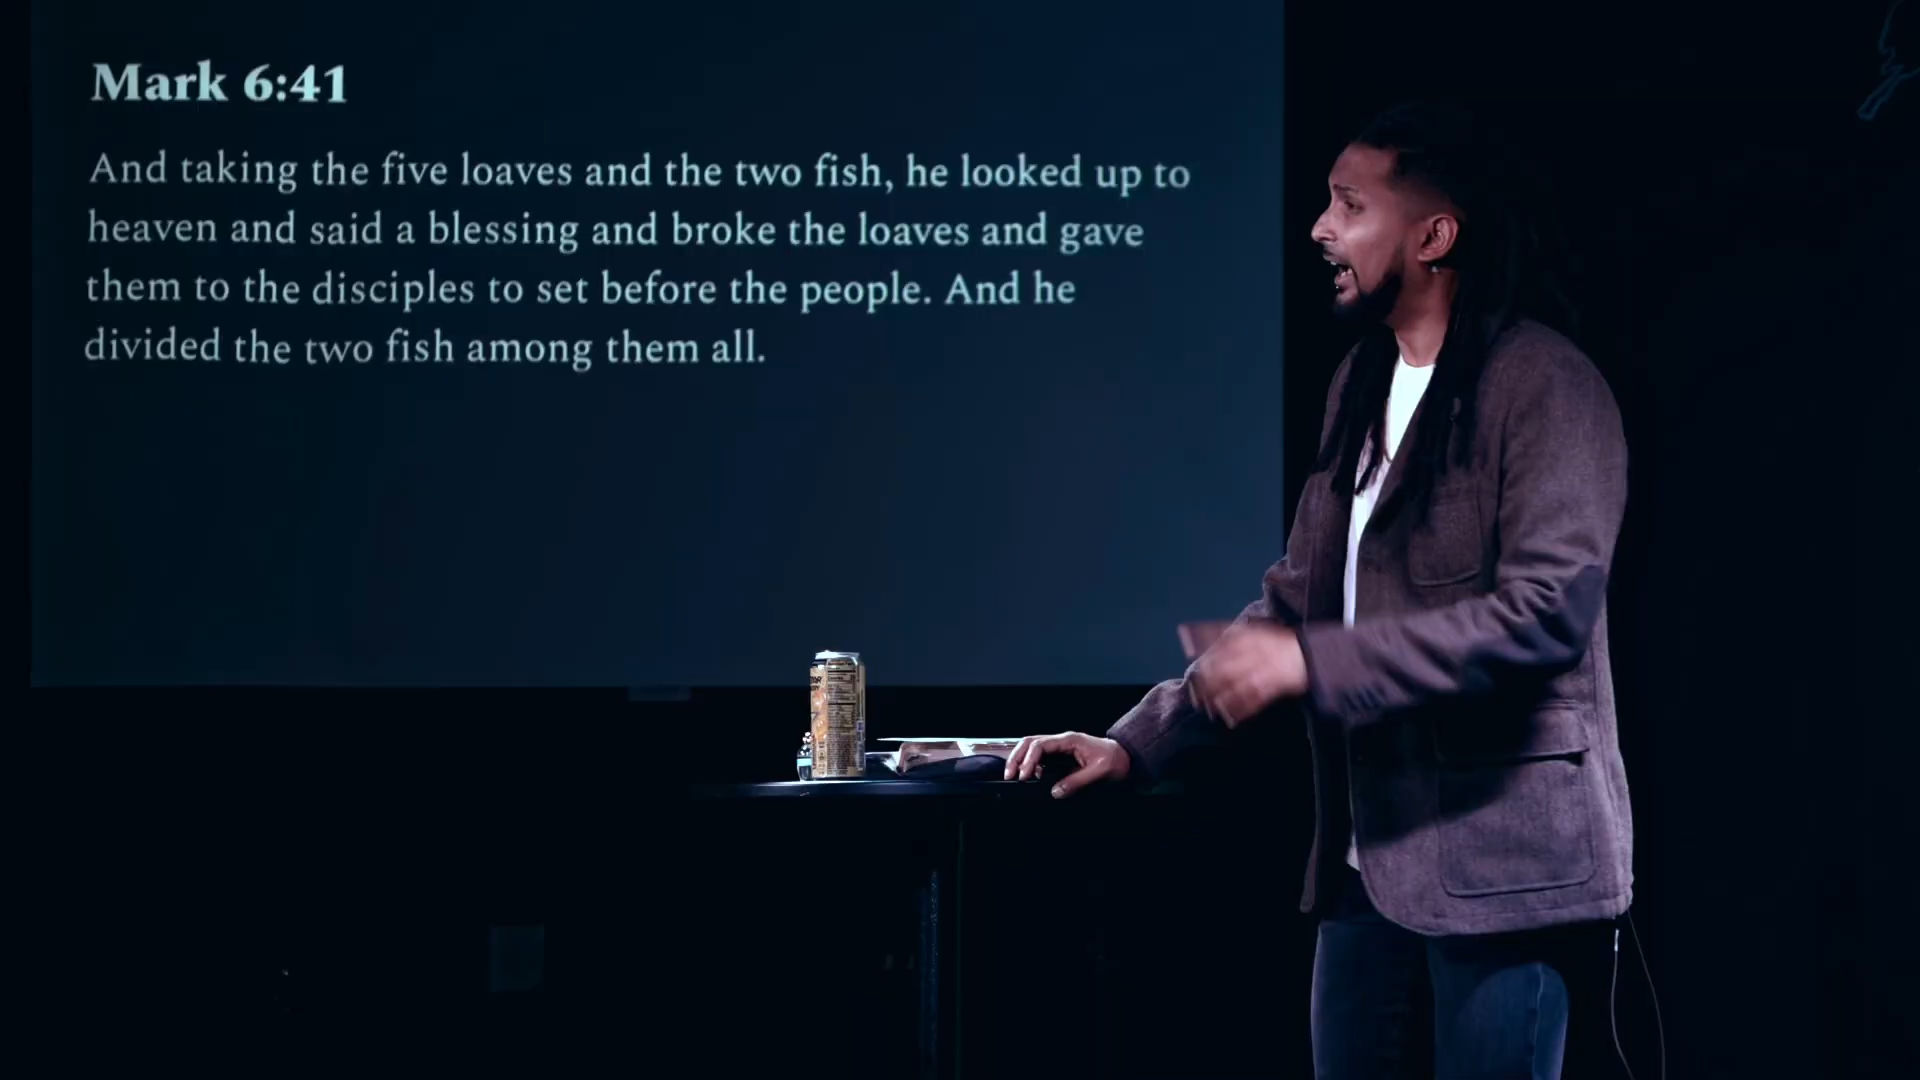 Mark 6:41
And taking the five loaves and the two fish, he looked up to
heaven and said a blessing and broke the loaves and gave
them to the disciples to set before the people. And he
divided the two fish among them all.